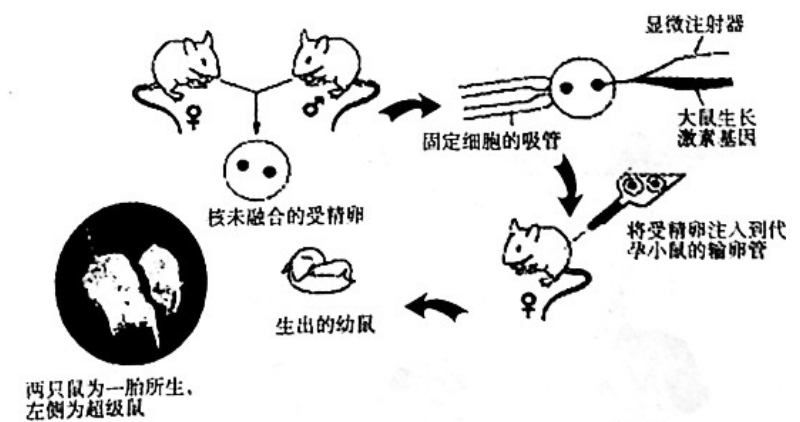 显微注射器
大鼠生长
激素基因
固定细胞的吸管
核未融合的受精卵
将受精卵注入到代
孕小鼠的输卵管
♀
♂
♀
生出的幼鼠
两只鼠为一胎所生、
左侧为超级鼠